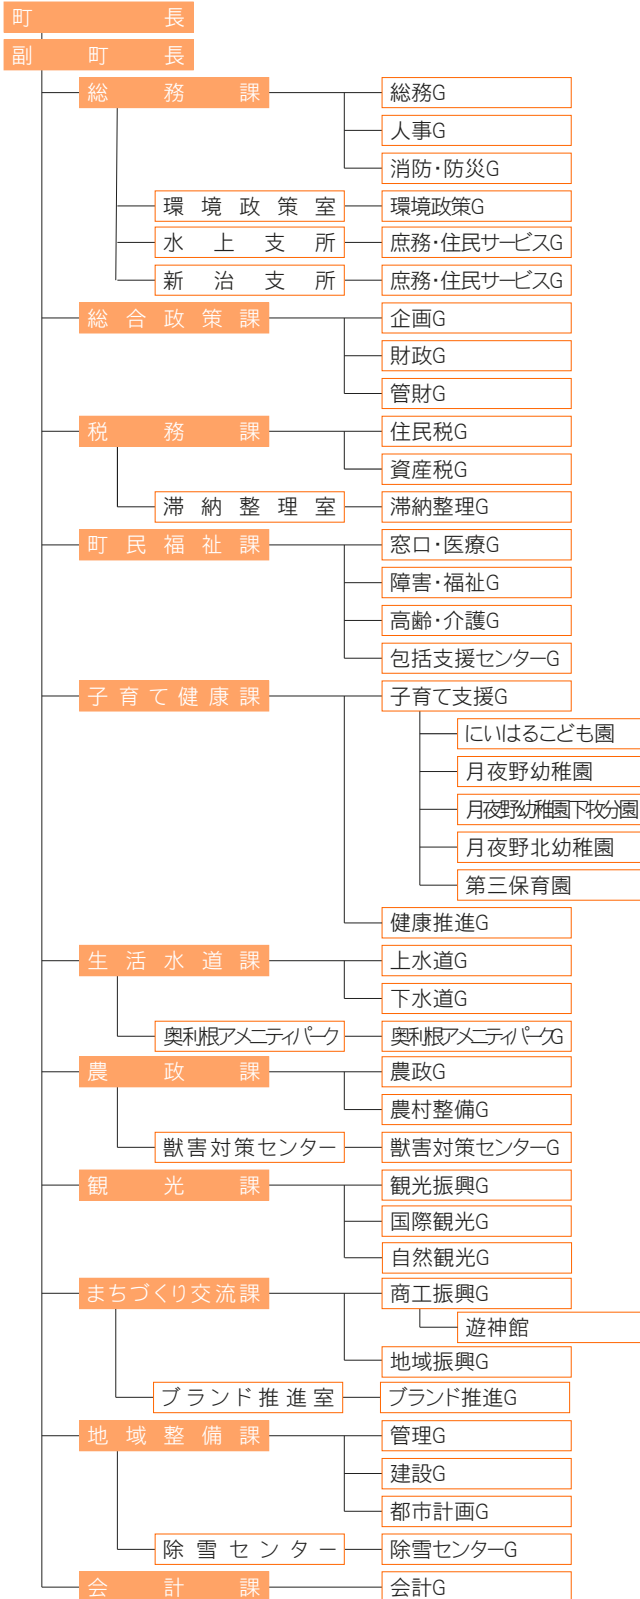 町長
副町長
総務課 総務G
人事G
消防・防災G
環境政策室 環境政策G
水上支所 庶務・住民サービスG
新治支所 庶務・住民サービスG
総合政策課 企画G
財政G
管財G
税務課 住民税G
資産税G
滞納整理室 滞納整理G
町民福祉課 窓口・医療G
障害・福祉G
高齢・介護G
包括支援センターG
子育て健康課 子育て支援G
にいはるこども園
月夜野幼稚園
月夜野幼稚園下牧分園
月夜野北幼稚園
第三保育園
健康推進G
生活水道課 上水道G
下水道G
奥利根アメニティパーク 奥利根アメニティパークG
農政課 農政G
農村整備G
獣害対策センター 獣害対策センターG
観光課 観光振興G
国際観光G
自然観光G
まちづくり交流課 商工振興G
遊神館
地域振興G
ブランド推進室 ブランド推進G
地域整備課 管理G
建設G
都市計画G
除雪センター 除雪センターG
会計課 会計G